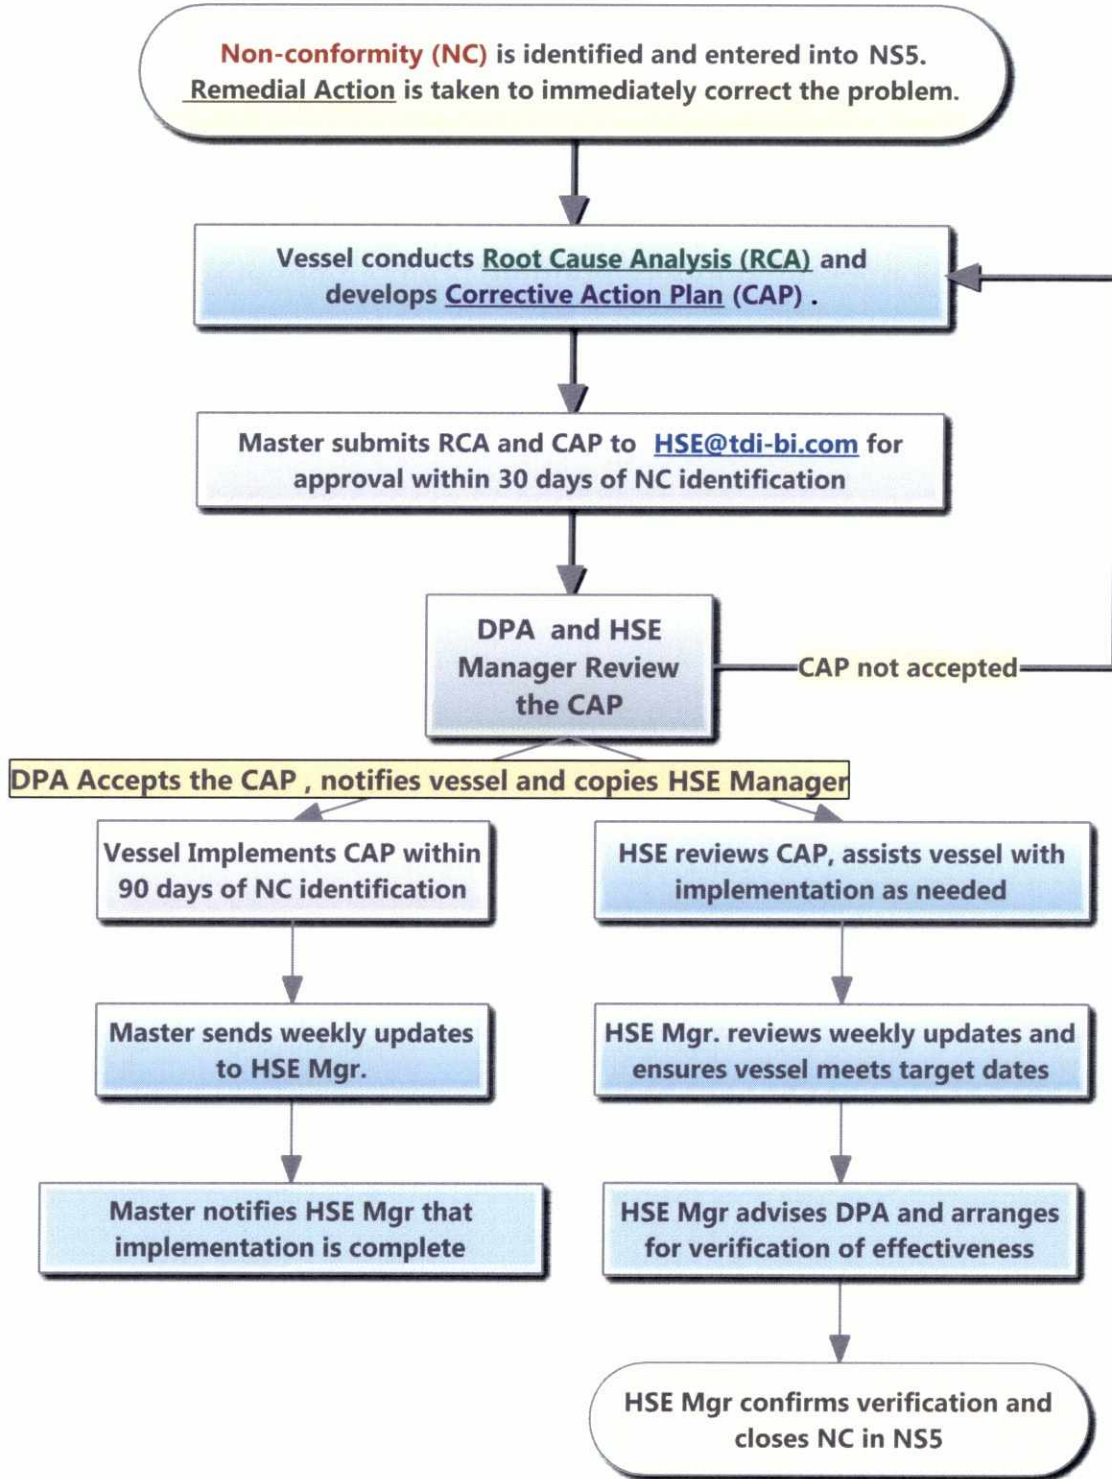 Non-conformity (NC) is identified and entered into NS5.
Remedial Action is taken to immediately correct the problem.
Vessel conducts Root Cause Analysis (RCA) and
develops Corrective Action Plan (CAP) .
Master submits RCA and CAP to HSE@tdi-bi.com for
approval within 30 days of NC identification
DPA and HSE
Manager Review
the CAP
CAP not accepted
DPA Accepts the CAP , notifies vessel and copies HSE Manager
Vessel Implements CAP within
90 days of NC identification
HSE reviews CAP, assists vessel with
implementation as needed
Master sends weekly updates
to HSE Mgr.
HSE Mgr. reviews weekly updates and
ensures vessel meets target dates
Master notifies HSE Mgr that
implementation is complete
HSE Mgr advises DPA and arranges
for verification of effectiveness
HSE Mgr confirms verification and
closes NC in NS5